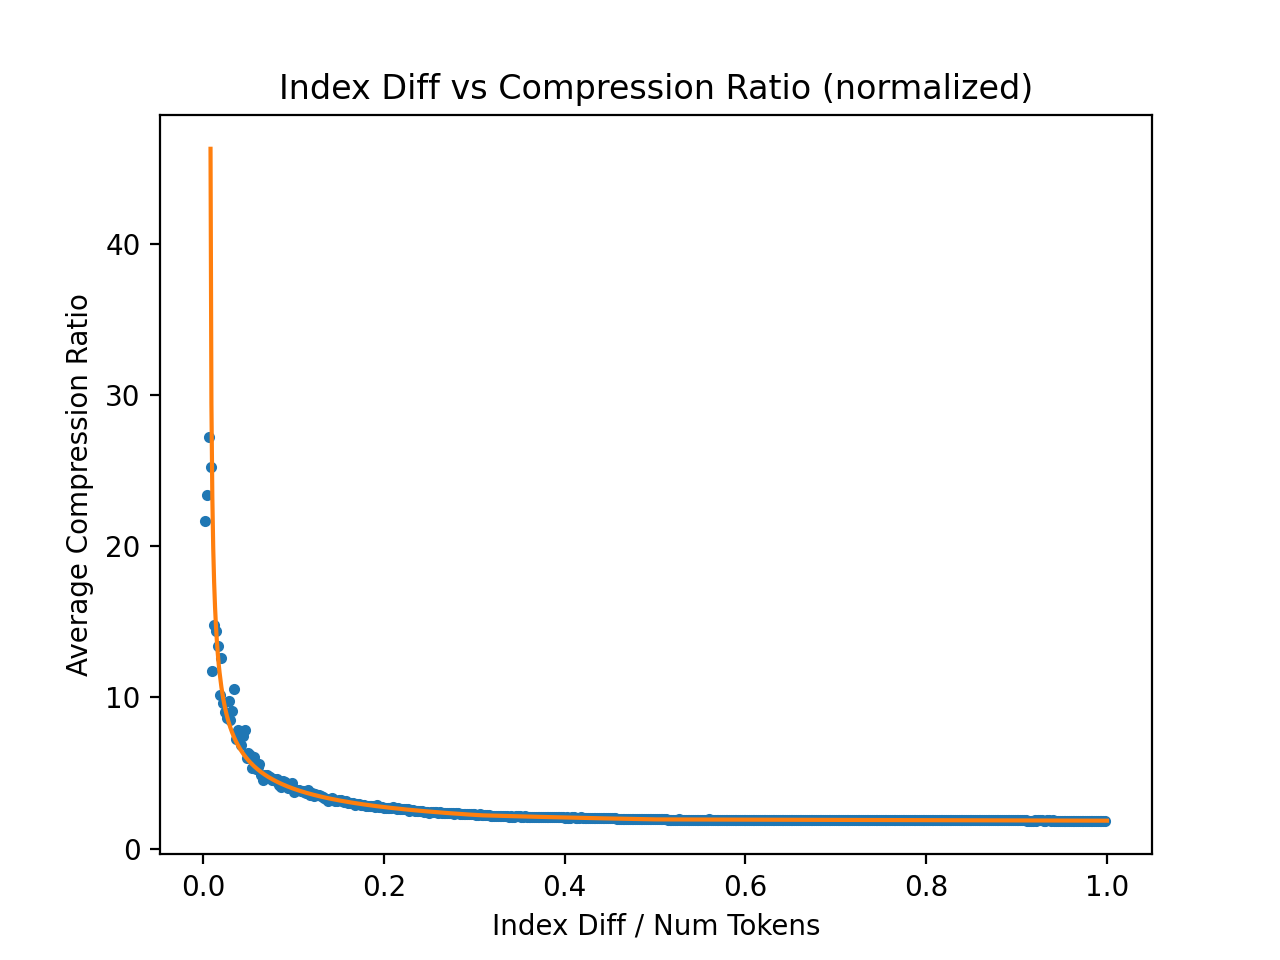 Index Diff vs Compression Ratio (normalized)
Average Compression Ratio
40
30
20
10
0
0.0 0.2 0.4 0.6 0.8 1.0
Index Diff / Num Tokens